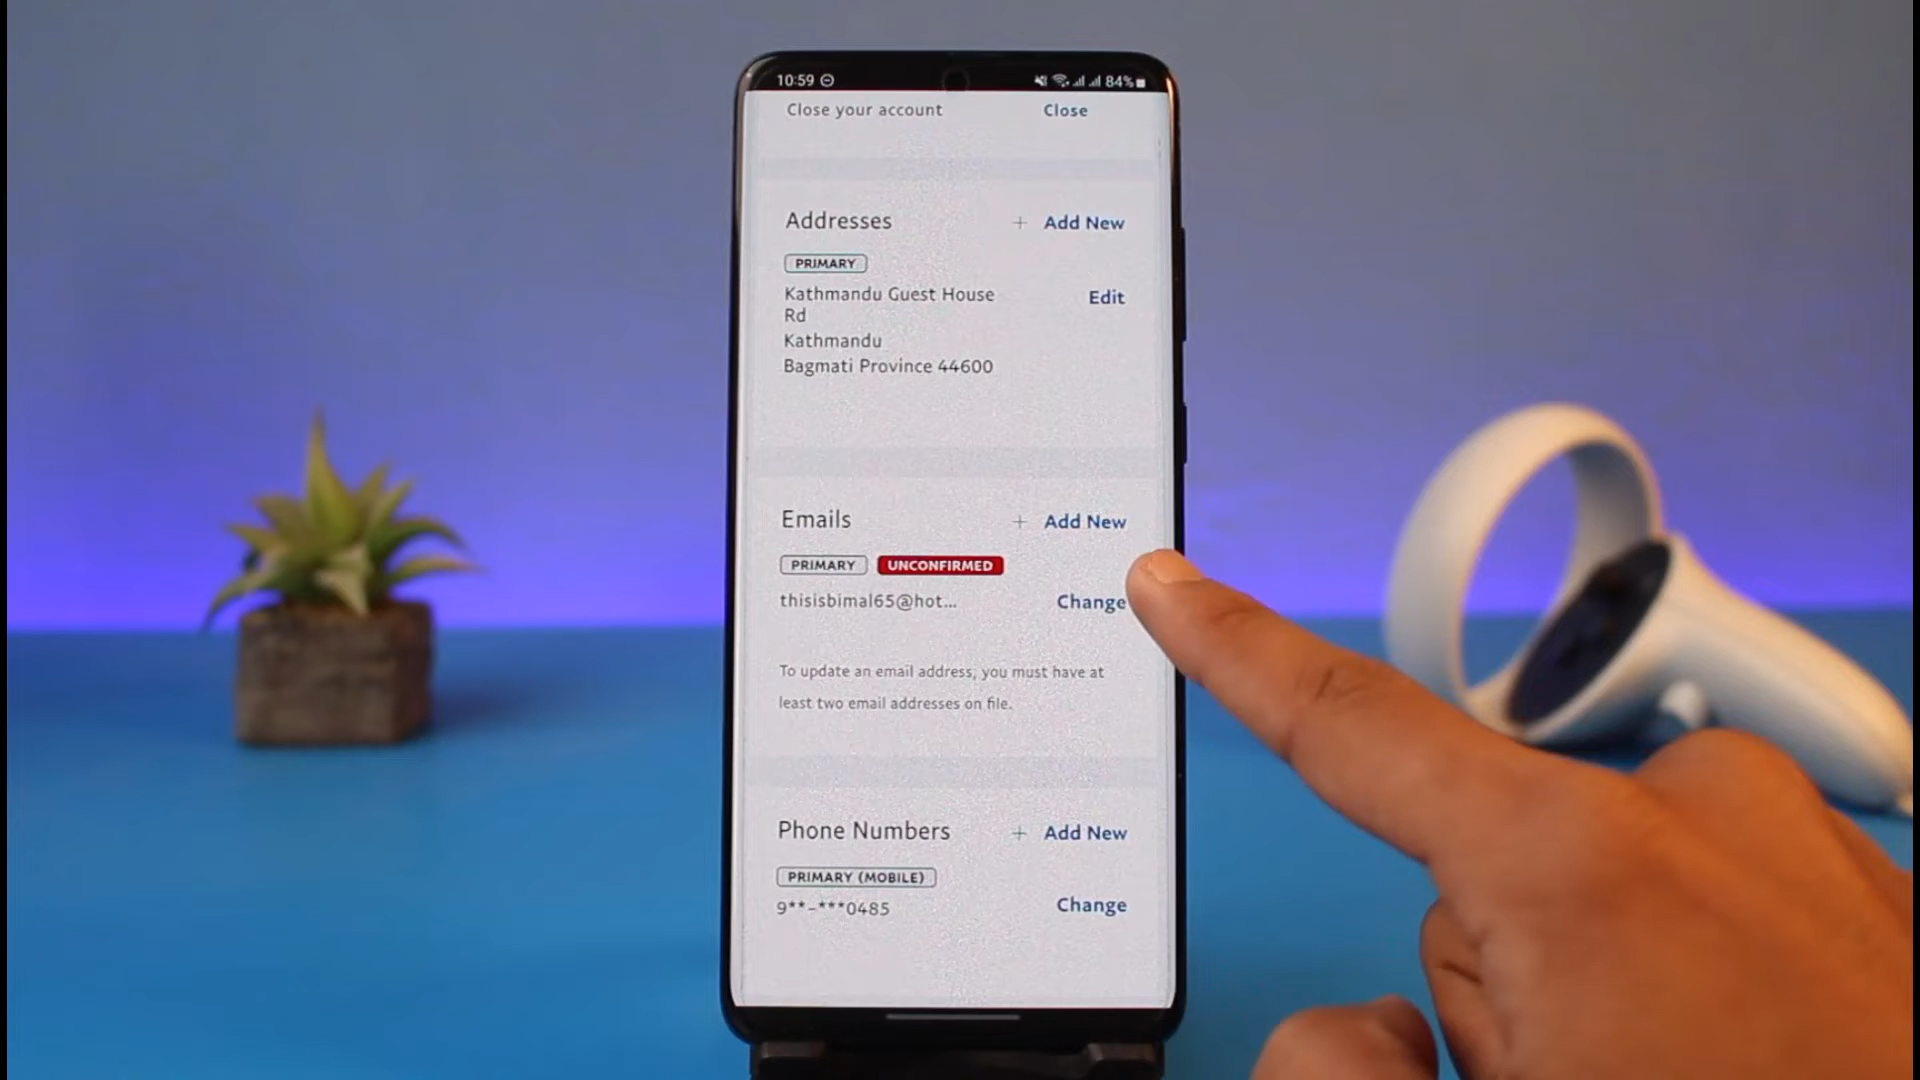 10:59
84%
Close your account Close
Addresses + Add New
PRIMARY
Kathmandu Guest House Edit
Rd
Kathmandu
Bagmati Province 44600
Emails + Add New
PRIMARY UNCONFIRMED
thisisbimal65@hot... Change
To update an email address, you must have at
least two email addresses on file.
Phone Numbers + Add New
PRIMARY (MOBILE)
9**-***0485 Change